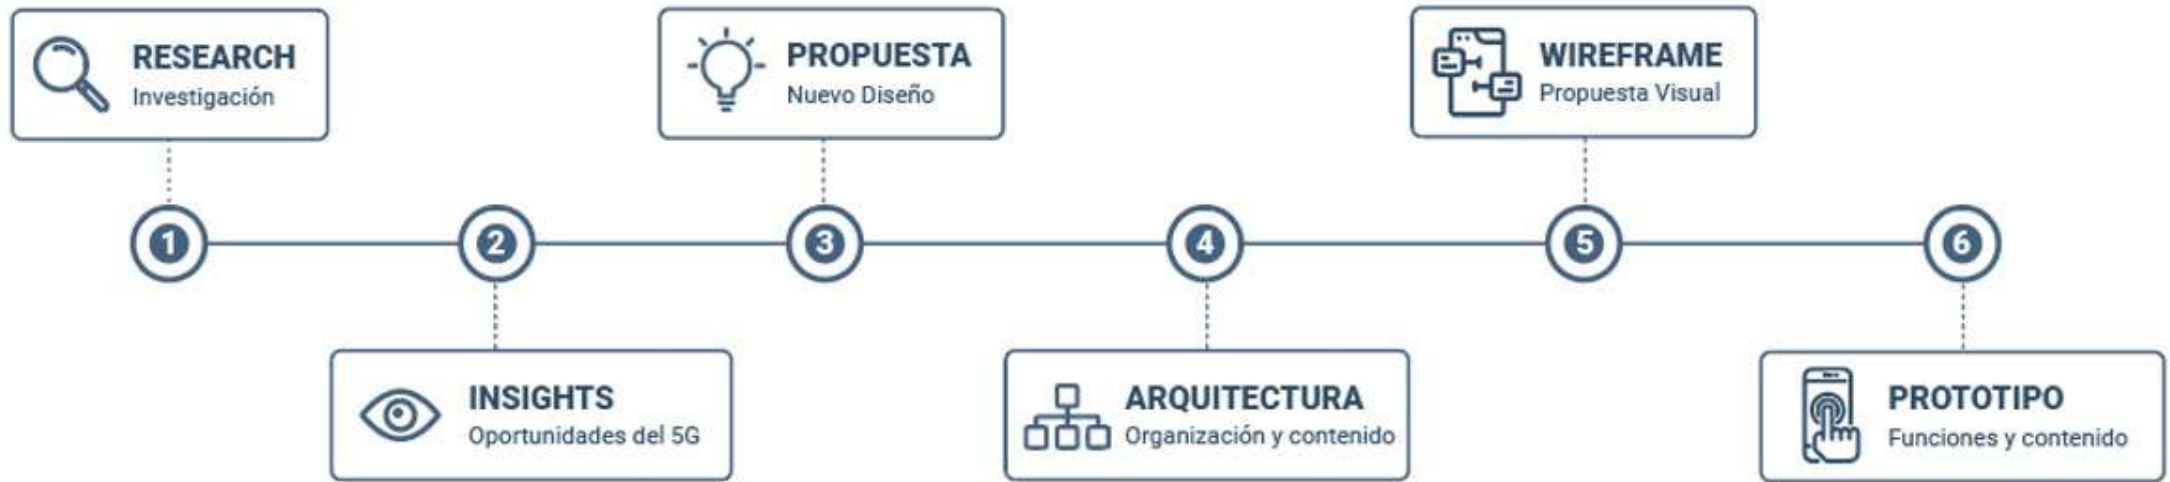 RESEARCH
Investigación
1
INSIGHTS
Oportunidades del 5G
2
PROPUESTA
Nuevo Diseño
3
ARQUITECTURA
Organización y contenido
4
WIREFRAME
Propuesta Visual
5
PROTOTIPO
Funciones y contenido
6